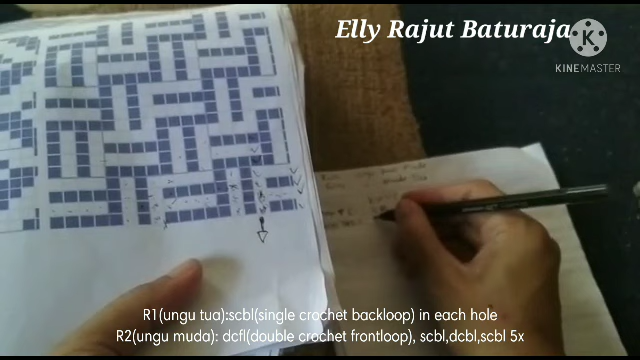 Elly Rajut Baturaja
KINEMASTER
R1(ungu tua):scbl(single crochet backloop) in each hole
R2(ungu muda): dcfl(double crochet frontloop), scbl,dcbl,scbl 5x